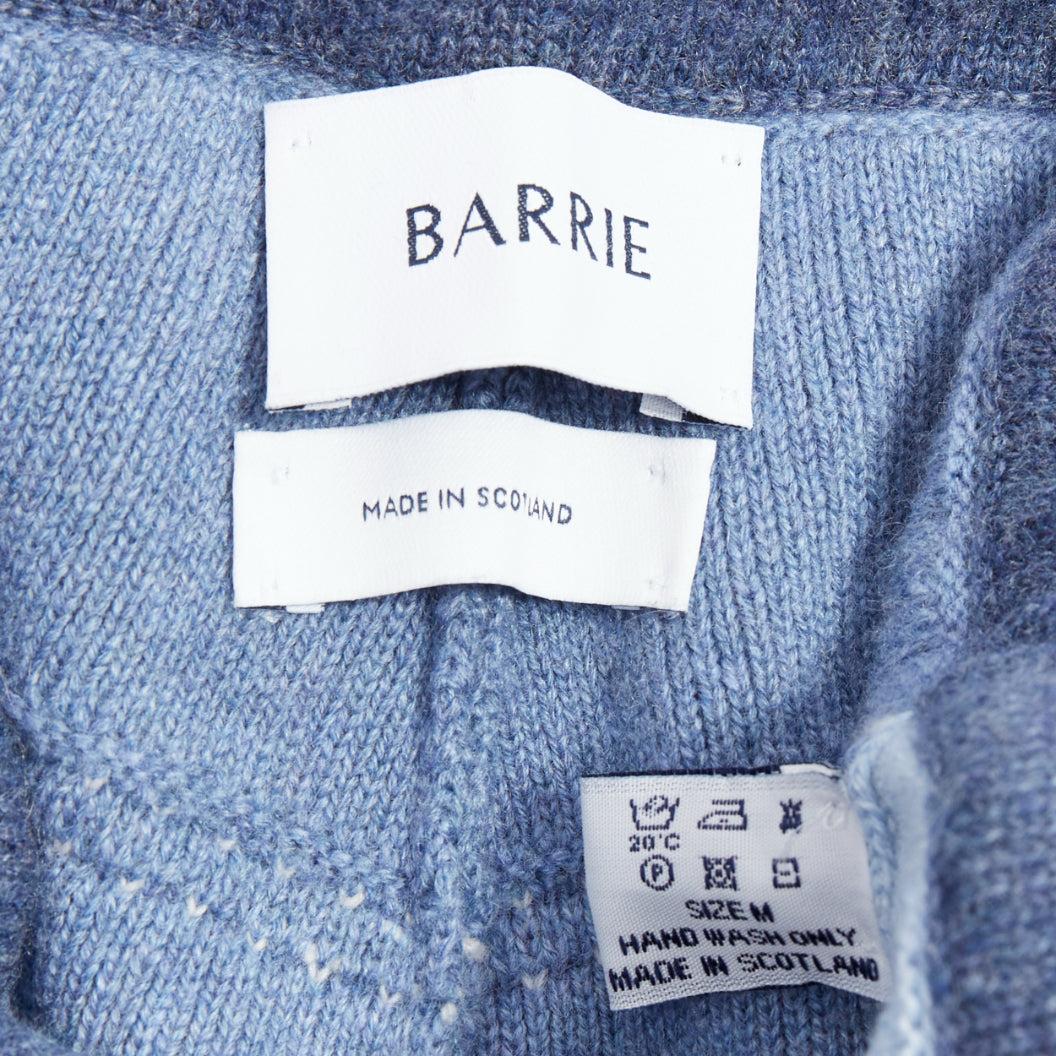 BARRIE
MADE IN SCOTLAND
20°C
P
SIZE M
HAND WASH ONLY
MADE IN SCOTLAND